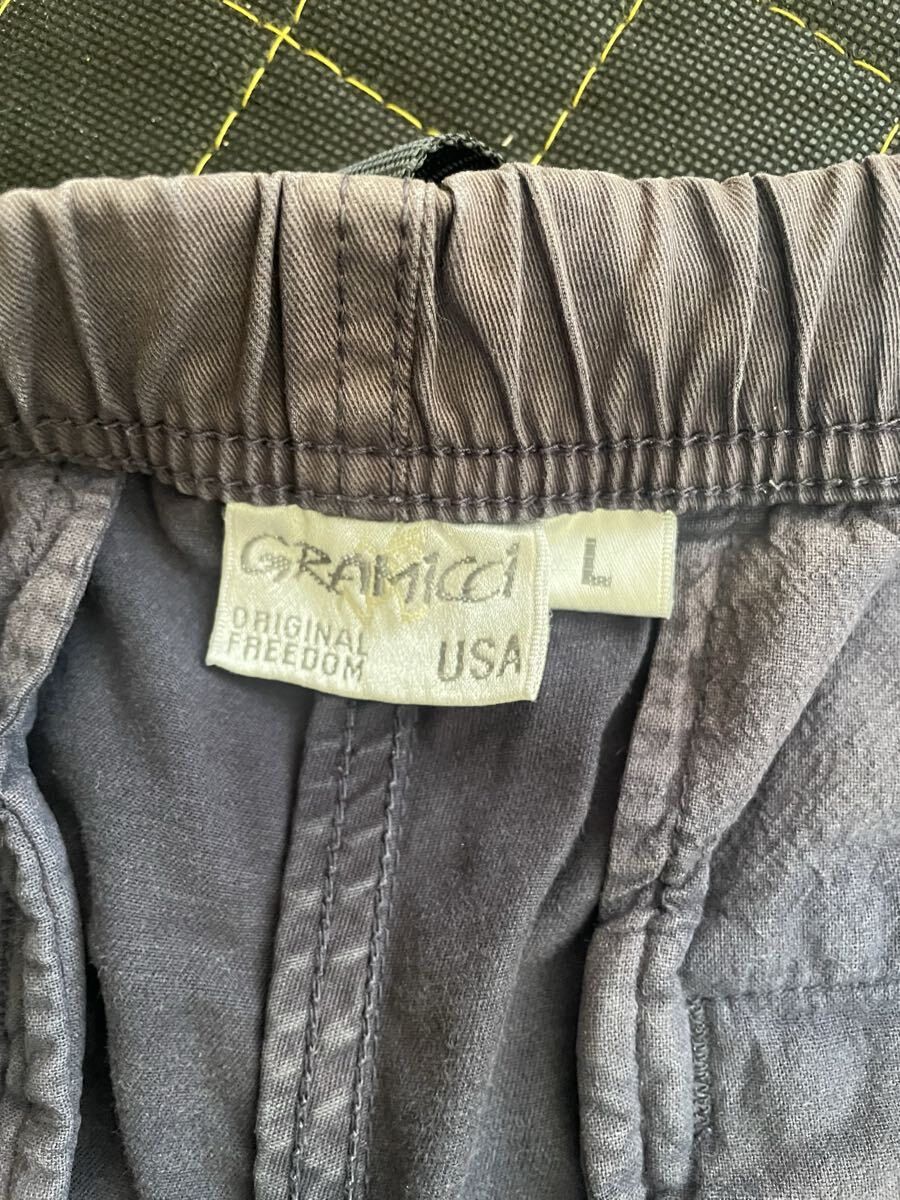 GRAMiCCi
L
ORIGINAL
FREEDOM
USA